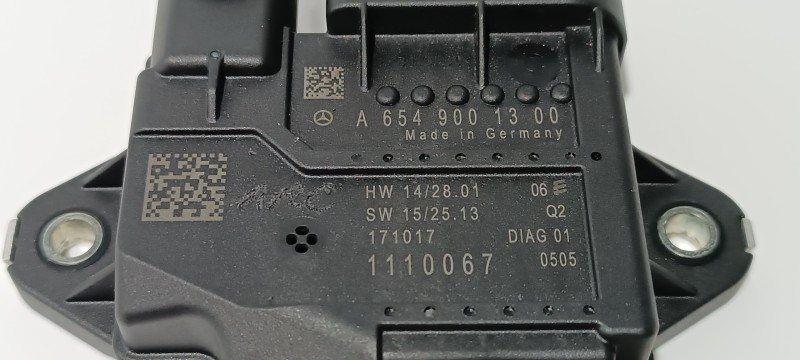 A 654 900 13 00
Made in Germany
HW 14/28.01 06
SW 15/25.13 Q2
171017 DIAG 01
1110067 0505